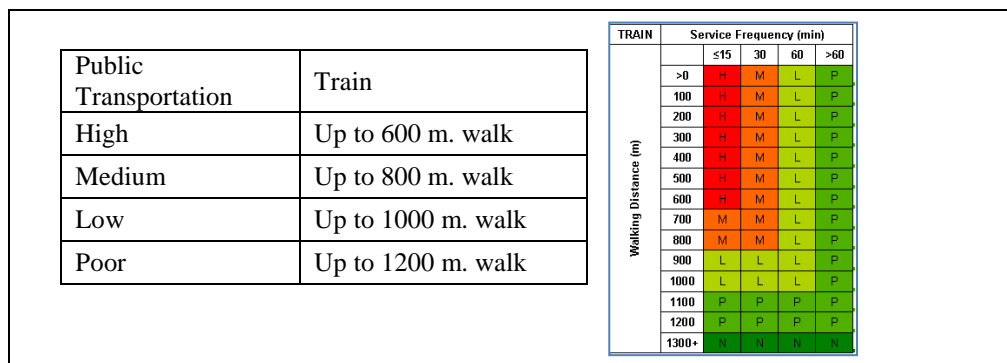 Public
Transportation
Train
High
Up to 600 m. walk
Medium
Up to 800 m. walk
Low
Up to 1000 m. walk
Poor
Up to 1200 m. walk
TRAIN Service Frequency (min)
≤15 30 60 >60
Walking Distance (m)
>0 H M L P
100 H M L P
200 H M L P
300 H M L P
400 H M L P
500 H M L P
600 H M L P
700 M M L P
800 M M L P
900 L L L P
1000 L L L P
1100 P P P P
1200 P P P P
1300+ N N N N